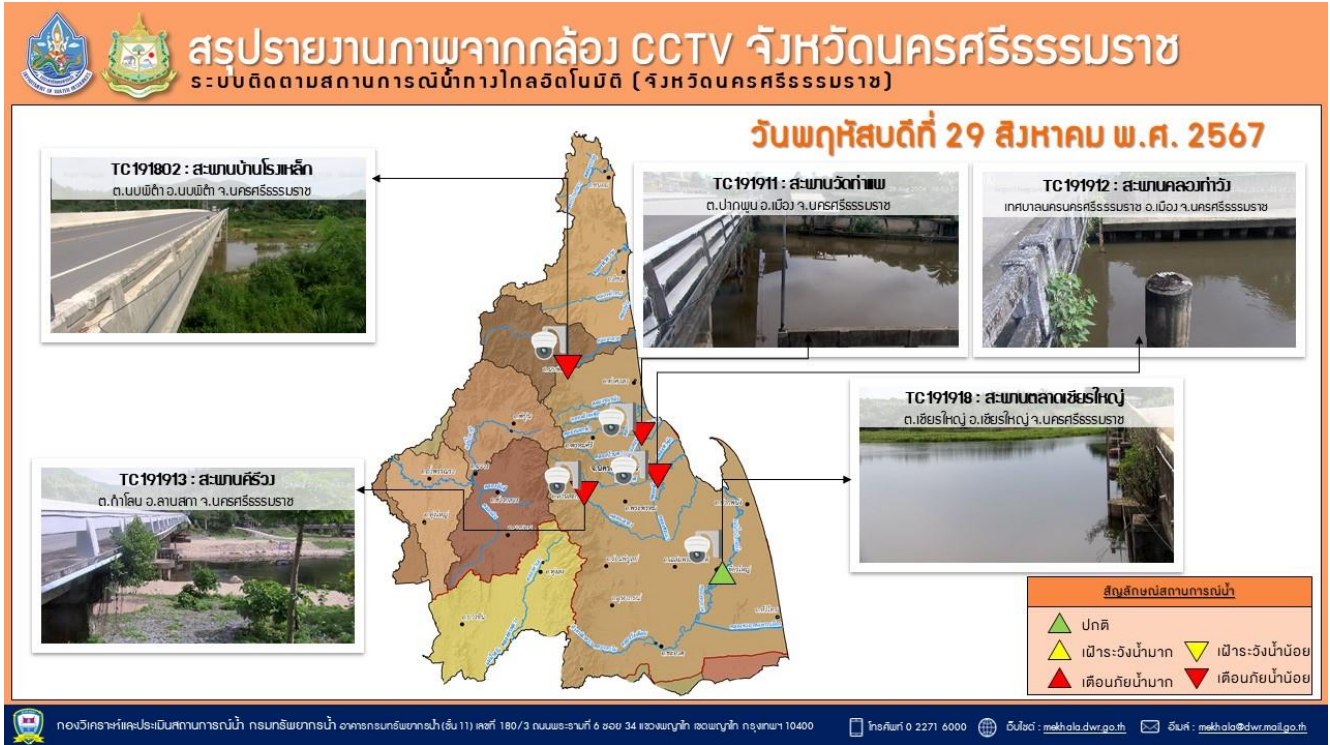 สรุปรายงานภาพจากกล้อง CCTV จังหวัดนครศรีธรรมราช
ระบบติดตามสถานการณ์น้ำทางไกลอัตโนมัติ (จังหวัดนครศรีธรรมราช)
วันพฤหัสบดีที่ 29 สิงหาคม พ.ศ. 2567
TC191802 : สะพานบ้านโรงเหล็ก
ต.นบพิตำ อ.นบพิตำ จ.นครศรีธรรมราช
TC191911 : สะพานวัดท่าแพ
ต.ปากพูน อ.เมือง จ.นครศรีธรรมราช
TC191912 : สะพานคลองท่าวัง
เทศบาลนครนครศรีธรรมราช อ.เมือง จ.นครศรีธรรมราช
TC191918 : สะพานตลาดเชียรใหญ่
ต.เชียรใหญ่ อ.เชียรใหญ่ จ.นครศรีธรรมราช
TC191913 : สะพานคีรีวง
ต.กำโลน อ.ลานสกา จ.นครศรีธรรมราช
สัญลักษณ์สถานการณ์น้ำ
ปกติ
เฝ้าระวังน้ำมาก เฝ้าระวังน้ำน้อย
เตือนภัยน้ำมาก เตือนภัยน้ำน้อย
กองวิเคราะห์และประเมินสถานการณ์น้ำ กรมทรัพยากรน้ำ อาคารกรมทรัพยากรน้ำ (ชั้น 11) เลขที่ 180/3 ถนนพระรามที่ 6 ซอย 34 แขวงพญาไท เขตพญาไท กรุงเทพฯ 10400 โทรศัพท์ 0 2271 6000 เว็บไซต์ : mekhala.dwr.go.th อีเมล์ : mekhala@dwr.mail.go.th